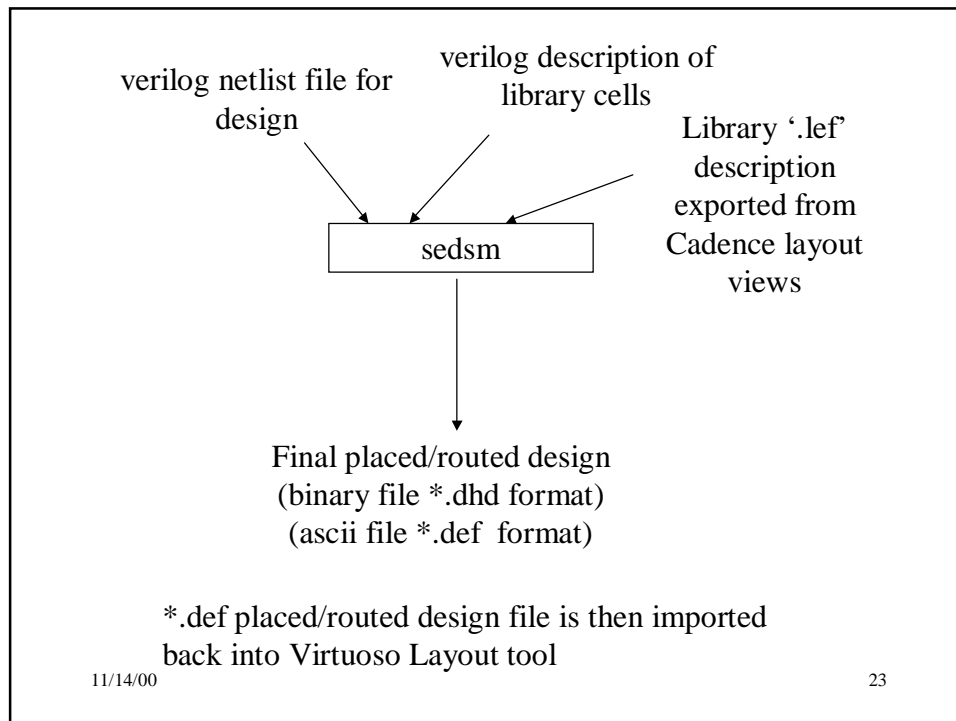 verilog netlist file for
design
verilog description of
library cells
Library ‘.lef’
description
exported from
Cadence layout
views
sedsm
Final placed/routed design
(binary file *.dhd format)
(ascii file *.def  format)
*.def placed/routed design file is then imported
back into Virtuoso Layout tool
11/14/00
23